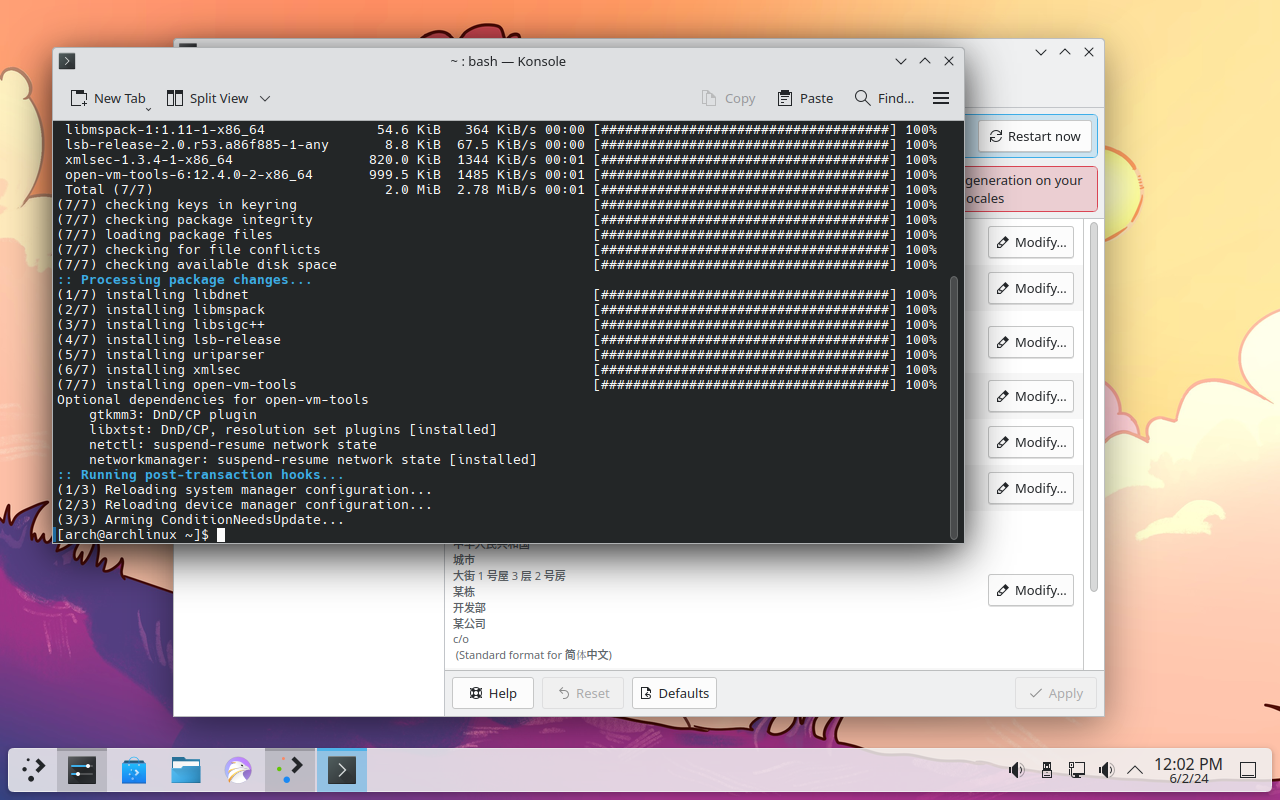 ~ : bash — Konsole
New Tab
Split View
Copy
Paste
Find...
Restart now
generation on your
ocales
libmspack-1:1.11-1-x86_64 54.6 KiB 364 KiB/s 00:00 [####################################] 100%
lsb-release-2.0.r53.a86f885-1-any 8.8 KiB 67.5 KiB/s 00:00 [####################################] 100%
xmlsec-1.3.4-1-x86_64 820.0 KiB 1344 KiB/s 00:01 [####################################] 100%
open-vm-tools-6:12.4.0-2-x86_64 999.5 KiB 1485 KiB/s 00:01 [####################################] 100%
Total (7/7) 2.0 MiB 2.78 MiB/s 00:01 [####################################] 100%
(7/7) checking keys in keyring [####################################] 100%
(7/7) checking package integrity [####################################] 100%
(7/7) loading package files [####################################] 100%
(7/7) checking for file conflicts [####################################] 100%
(7/7) checking available disk space [####################################] 100%
:: Processing package changes...
(1/7) installing libdnet [####################################] 100%
(2/7) installing libmspack [####################################] 100%
(3/7) installing libsigc++ [####################################] 100%
(4/7) installing lsb-release [####################################] 100%
(5/7) installing uriparser [####################################] 100%
(6/7) installing xmlsec [####################################] 100%
(7/7) installing open-vm-tools [####################################] 100%
Optional dependencies for open-vm-tools
gtkmm3: DnD/CP plugin
libxtst: DnD/CP, resolution set plugins [installed]
netctl: suspend-resume network state
networkmanager: suspend-resume network state [installed]
:: Running post-transaction hooks...
(1/3) Reloading system manager configuration...
(2/3) Reloading device manager configuration...
(3/3) Arming ConditionNeedsUpdate...
[arch@archlinux ~]$
Modify...
Modify...
Modify...
Modify...
Modify...
Modify...
中华人民共和国
城市
大街 1 号屋 3 层 2 号房
某栋
Modify...
开发部
某公司
c/o
(Standard format for 简体中文)
Help
Reset
Defaults
Apply
12:02 PM
6/2/24